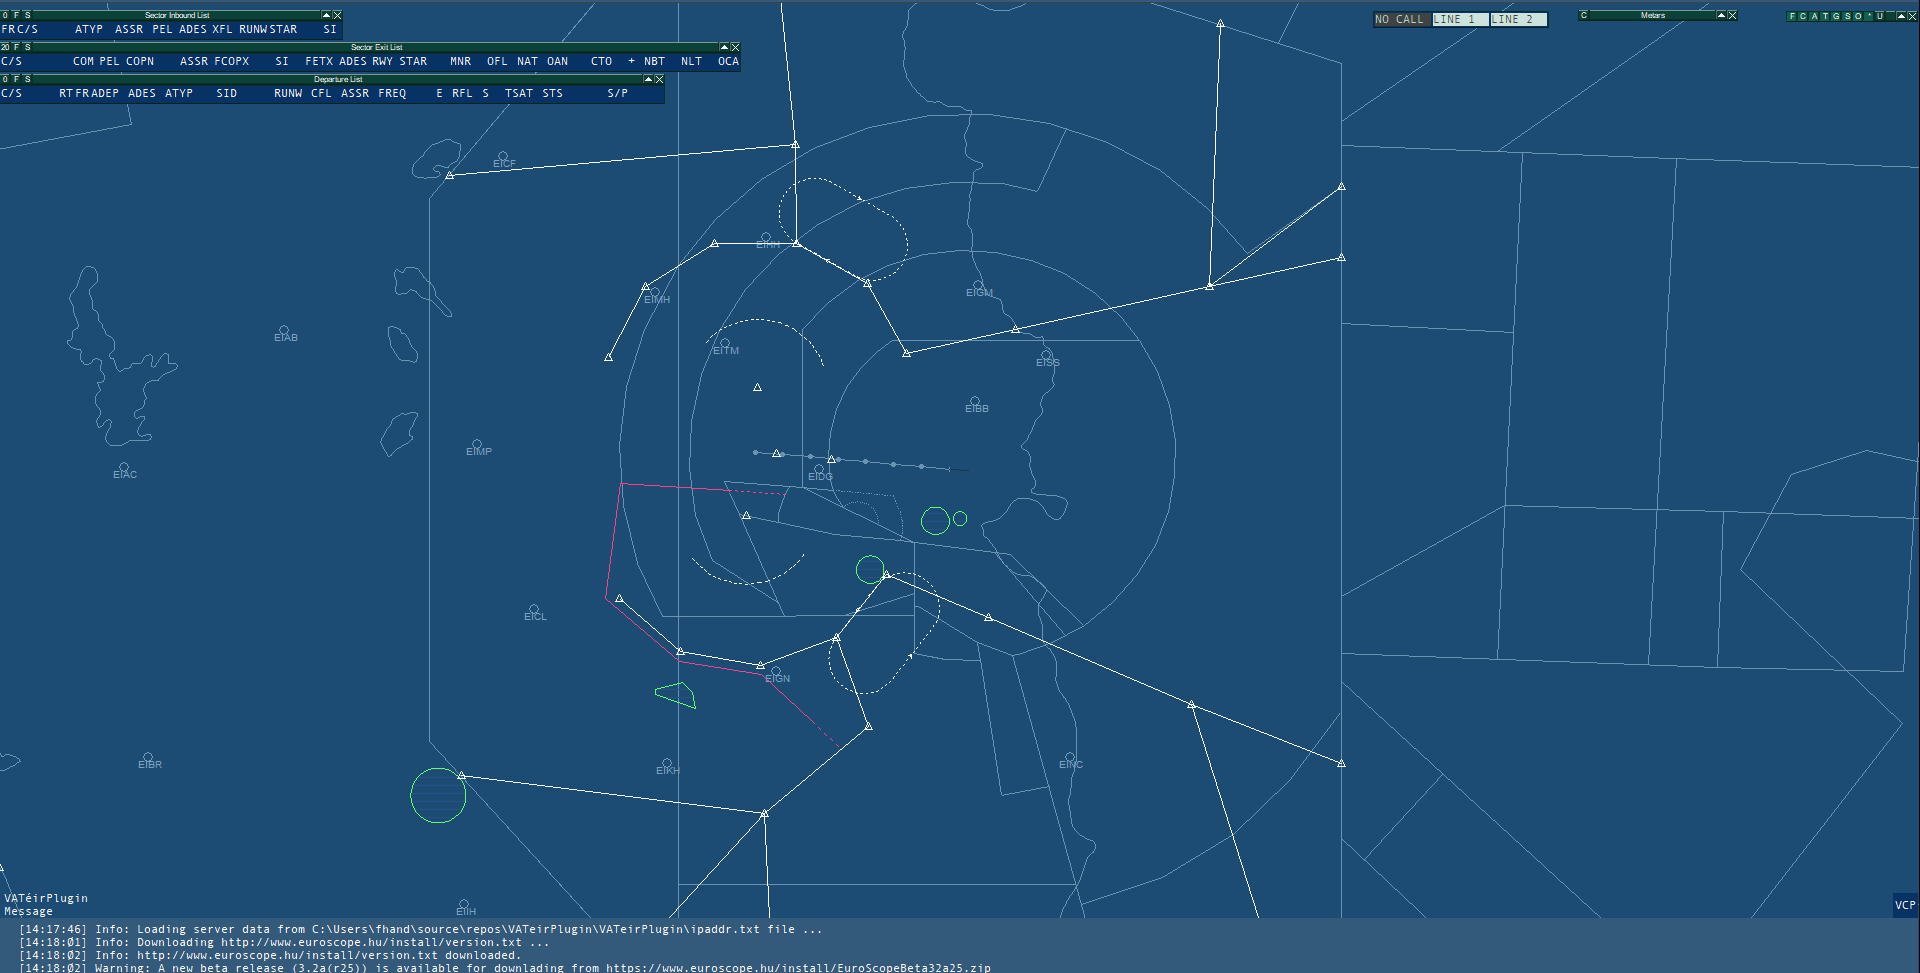 0 F S Sector Inbound List
FR C/S ATYP ASSR PEL ADES XFL RUNW STAR SI
20 F S Sector Exit List
C/S COM PEL COPN ASSR FCOPX SI FETX ADES RWY STAR MNR OFL NAT OAN CTO + NBT NLT OCA
0 F S Departure List
C/S RT FR ADEP ADES ATYP SID RUNW CFL ASSR FREQ E RFL S TSAT STS S/P
NO CALL LINE 1 LINE 2
C Metars
F C A T G S O * U
EICF
EIHH
EIMH
EIGM
EIAB
EITM
EISS
EIBB
EIMP
EIAC
EIDG
EICL
EIGN
EIBR
EIKH
EINC
EIIH
VATéirPlugin
Message
VCP
[14:17:46] Info: Loading server data from C:\Users\fhand\source\repos\VATeirPlugin\VATeirPlugin\ipaddr.txt file ...
[14:18:01] Info: Downloading http://www.euroscope.hu/install/version.txt ...
[14:18:02] Info: http://www.euroscope.hu/install/version.txt downloaded.
[14:18:02] Warning: A new beta release (3.2a(r25)) is available for downlading from https://www.euroscope.hu/install/EuroScopeBeta32a25.zip